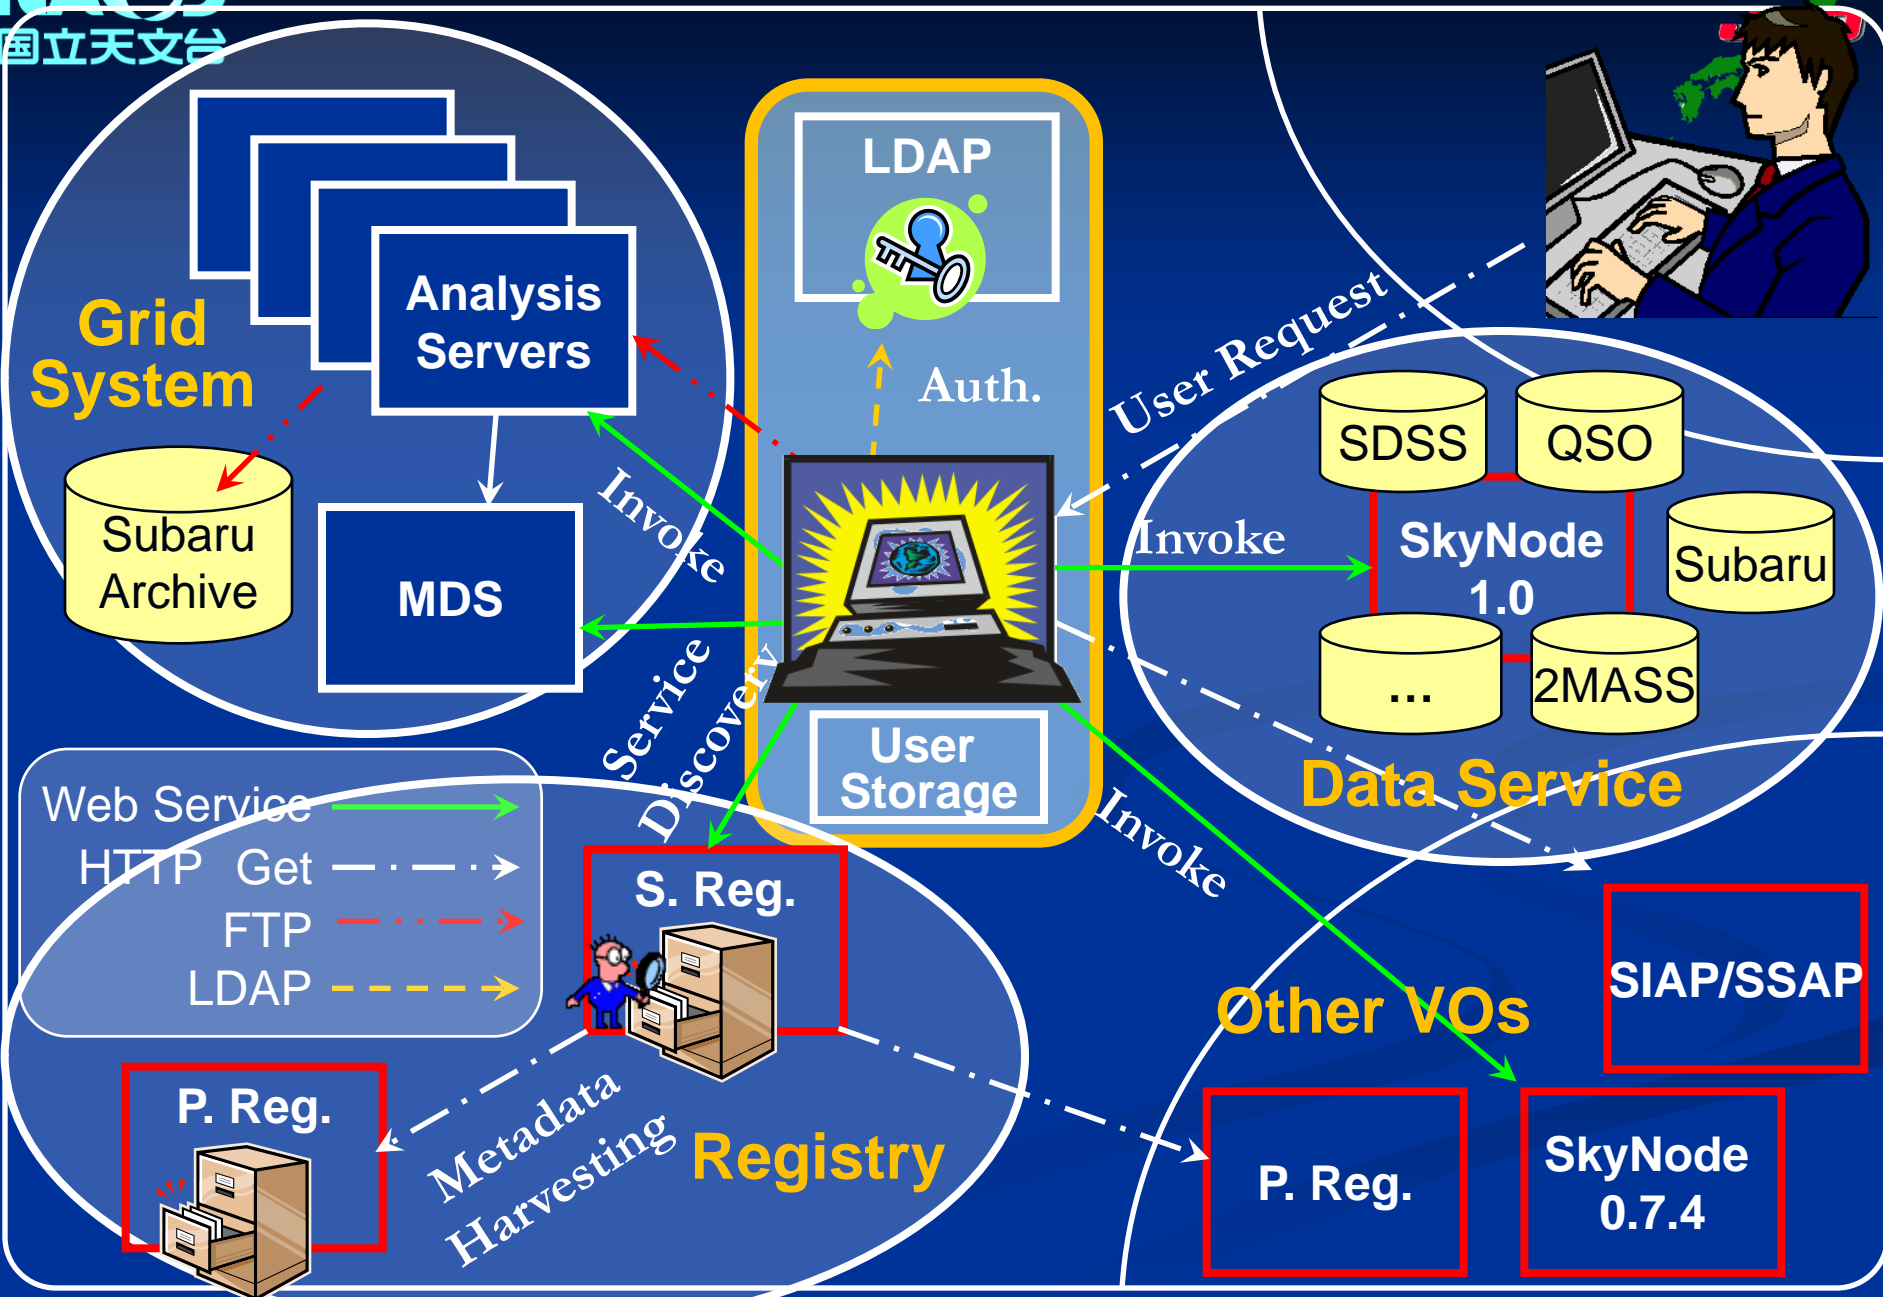 国立天文台
LDAP
Analysis
Servers
Grid
System
Auth.
User Request
SDSS
QSO
Subaru
Archive
MDS
Invoke
Invoke
SkyNode
1.0
Subaru
...
2MASS
Service
Discovery
User
Storage
Data Service
Web Service
HTTP Get
FTP
LDAP
Invoke
S. Reg.
SIAP/SSAP
Other VOs
P. Reg.
Metadata
Harvesting
Registry
P. Reg.
SkyNode
0.7.4